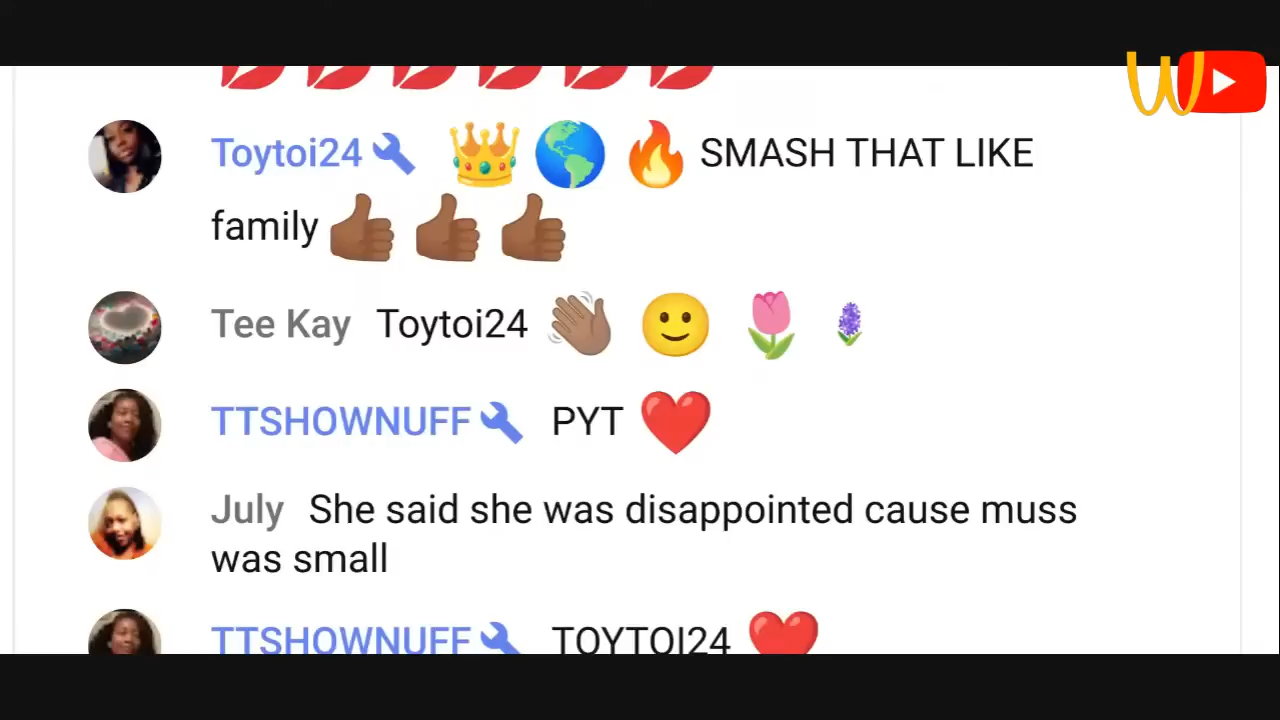 Toytoi24 🔧 👑 🌎 🔥 SMASH THAT LIKE
family 👍🏾 👍🏾 👍🏾
Tee Kay Toytoi24 👋🏽 🙂 🌷 🪻
TTSHOWNUFF 🔧 PYT ❤️
July She said she was disappointed cause muss
was small
TTSHOWNUFF 🔧 TOYTOI24 ❤️